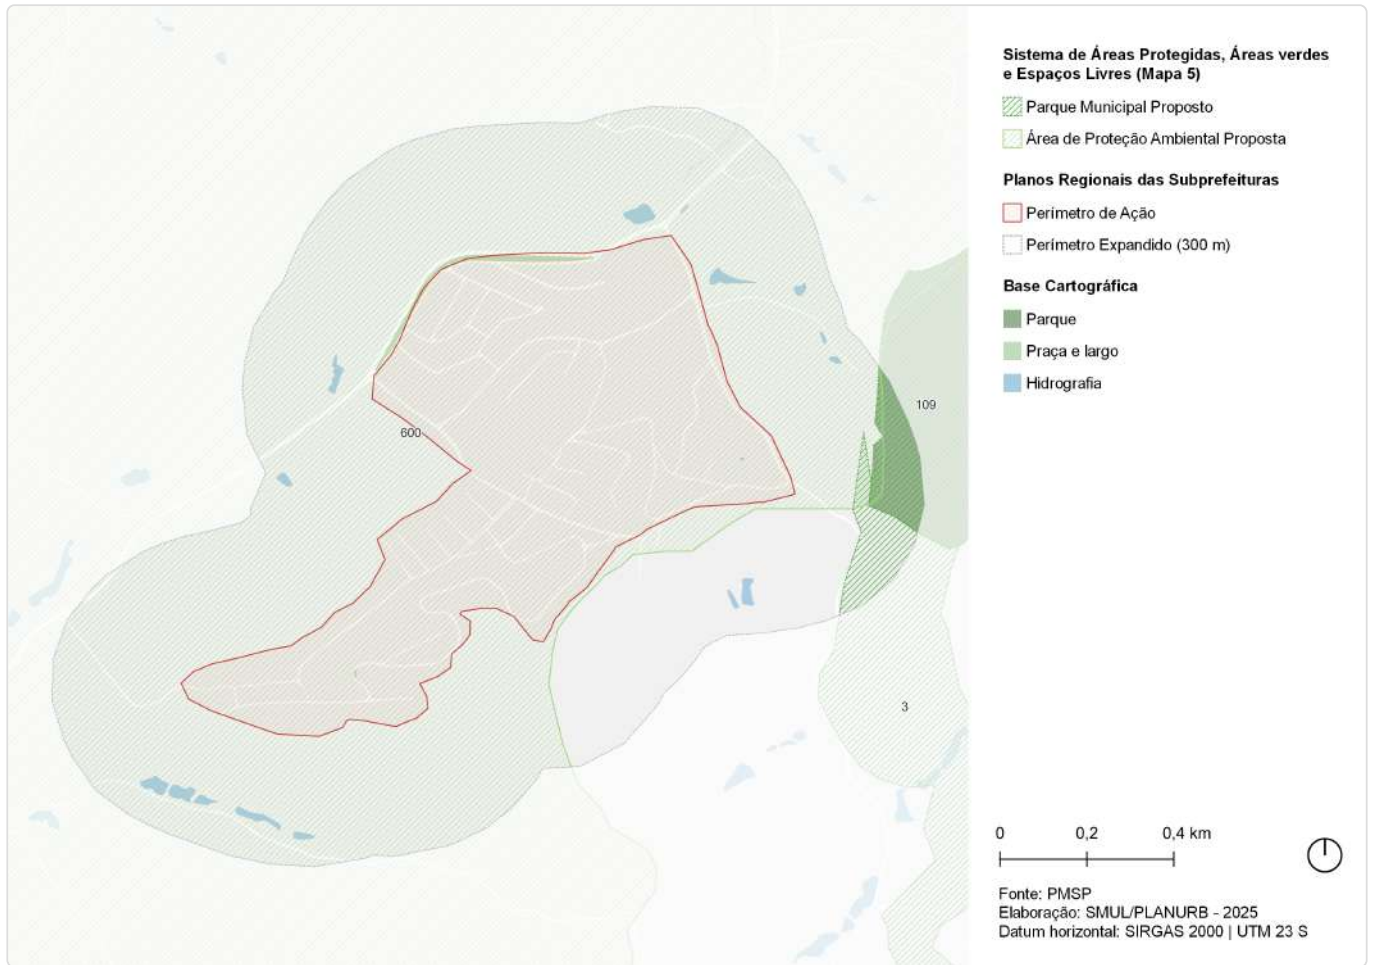 Sistema de Áreas Protegidas, Áreas verdes
e Espaços Livres (Mapa 5)
Parque Municipal Proposto
Área de Proteção Ambiental Proposta
Planos Regionais das Subprefeituras
Perímetro de Ação
Perímetro Expandido (300 m)
Base Cartográfica
Parque
Praça e largo
Hidrografia
109
600
3
0 0,2 0,4 km
Fonte: PMSP
Elaboração: SMUL/PLANURB - 2025
Datum horizontal: SIRGAS 2000 | UTM 23 S